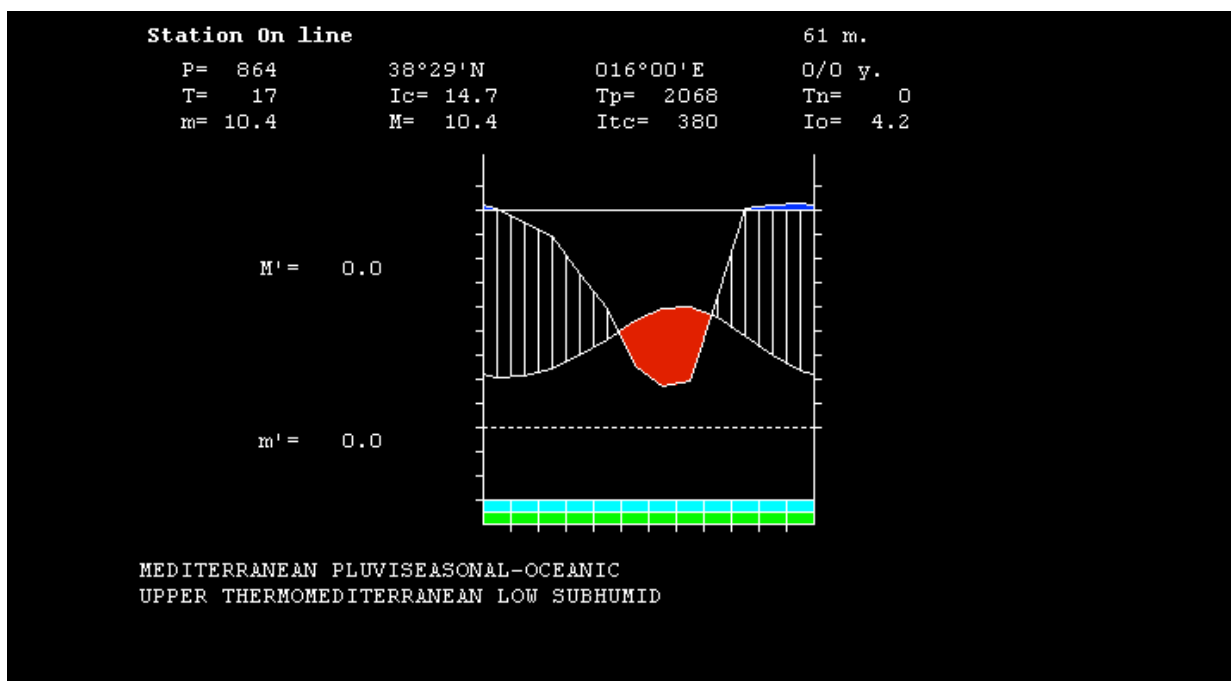 Station On line 61 m.
P= 864 38°29'N 016°00'E 0/0 y.
T= 17 Ic= 14.7 Tp= 2068 Tn= 0
m= 10.4 M= 10.4 Itc= 380 Io= 4.2
M'= 0.0
m'= 0.0
MEDITERRANEAN PLUVISEASONAL-OCEANIC
UPPER THERMOMEDITERRANEAN LOW SUBHUMID